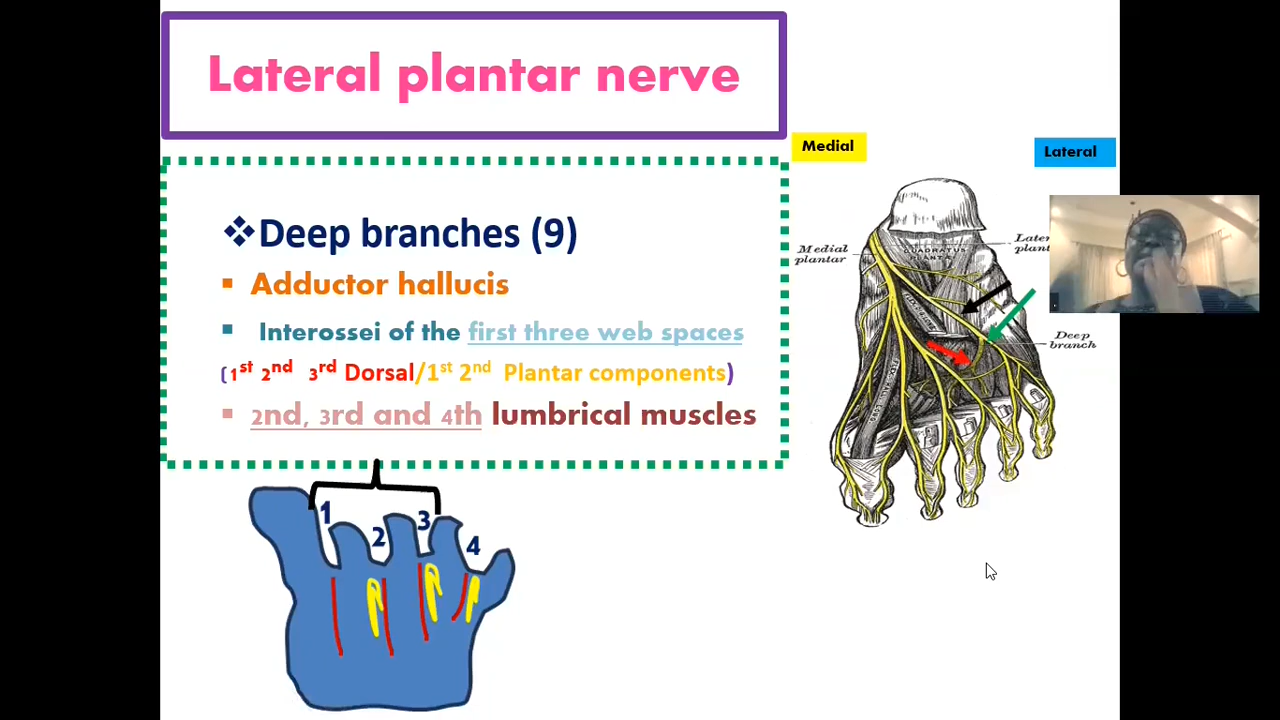 Lateral plantar nerve
Medial
Lateral
❖Deep branches (9)
▪ Adductor hallucis
▪ Interossei of the first three web spaces
(1st 2nd 3rd Dorsal/1st 2nd Plantar components)
▪ 2nd, 3rd and 4th lumbrical muscles
Medial
plantar
QUADRATUS
PLANTÆ
Deep
branch
1
2
3
4